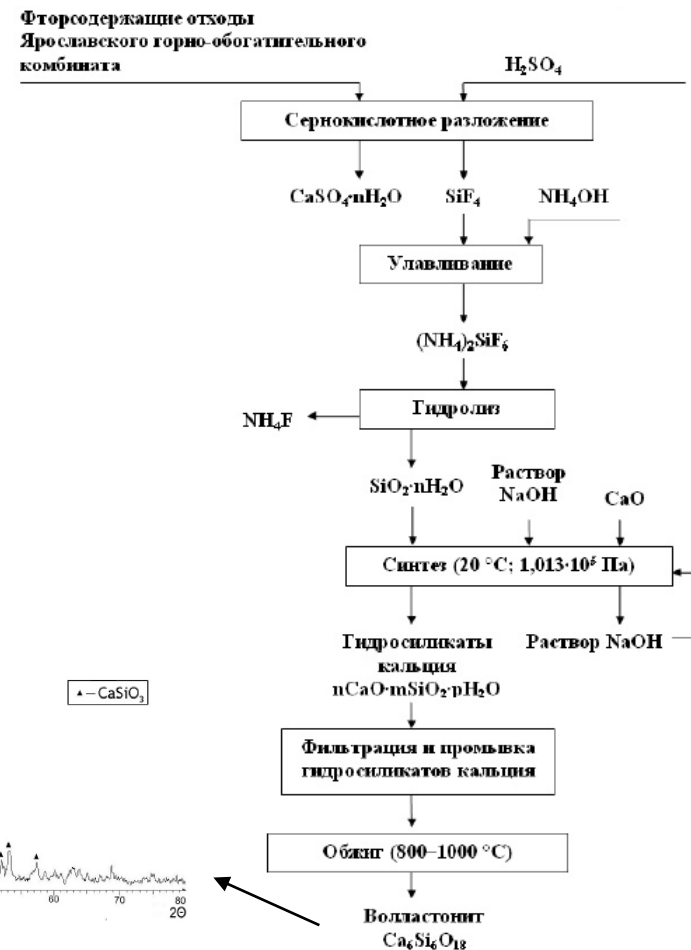 Фторсодержащие отходы
Ярославского горно-обогатительного
комбината
H₂SO₄
Сернокислотное разложение
CaSO₄·nH₂O SiF₄ NH₄OH
Улавливание
(NH₄)₂SiF₆
Гидролиз
NH₄F
SiO₂·nH₂O
Раствор
NaOH
CaO
Синтез (20 °C; 1,013·10⁵ Па)
Гидросиликаты
кальция
nCaO·mSiO₂·pH₂O
Раствор NaOH
▲ – CaSiO₃
Фильтрация и промывка
гидросиликатов кальция
Обжиг (800–1000 °C)
60 70 80
2Θ
Волластонит
Ca₆Si₆O₁₈